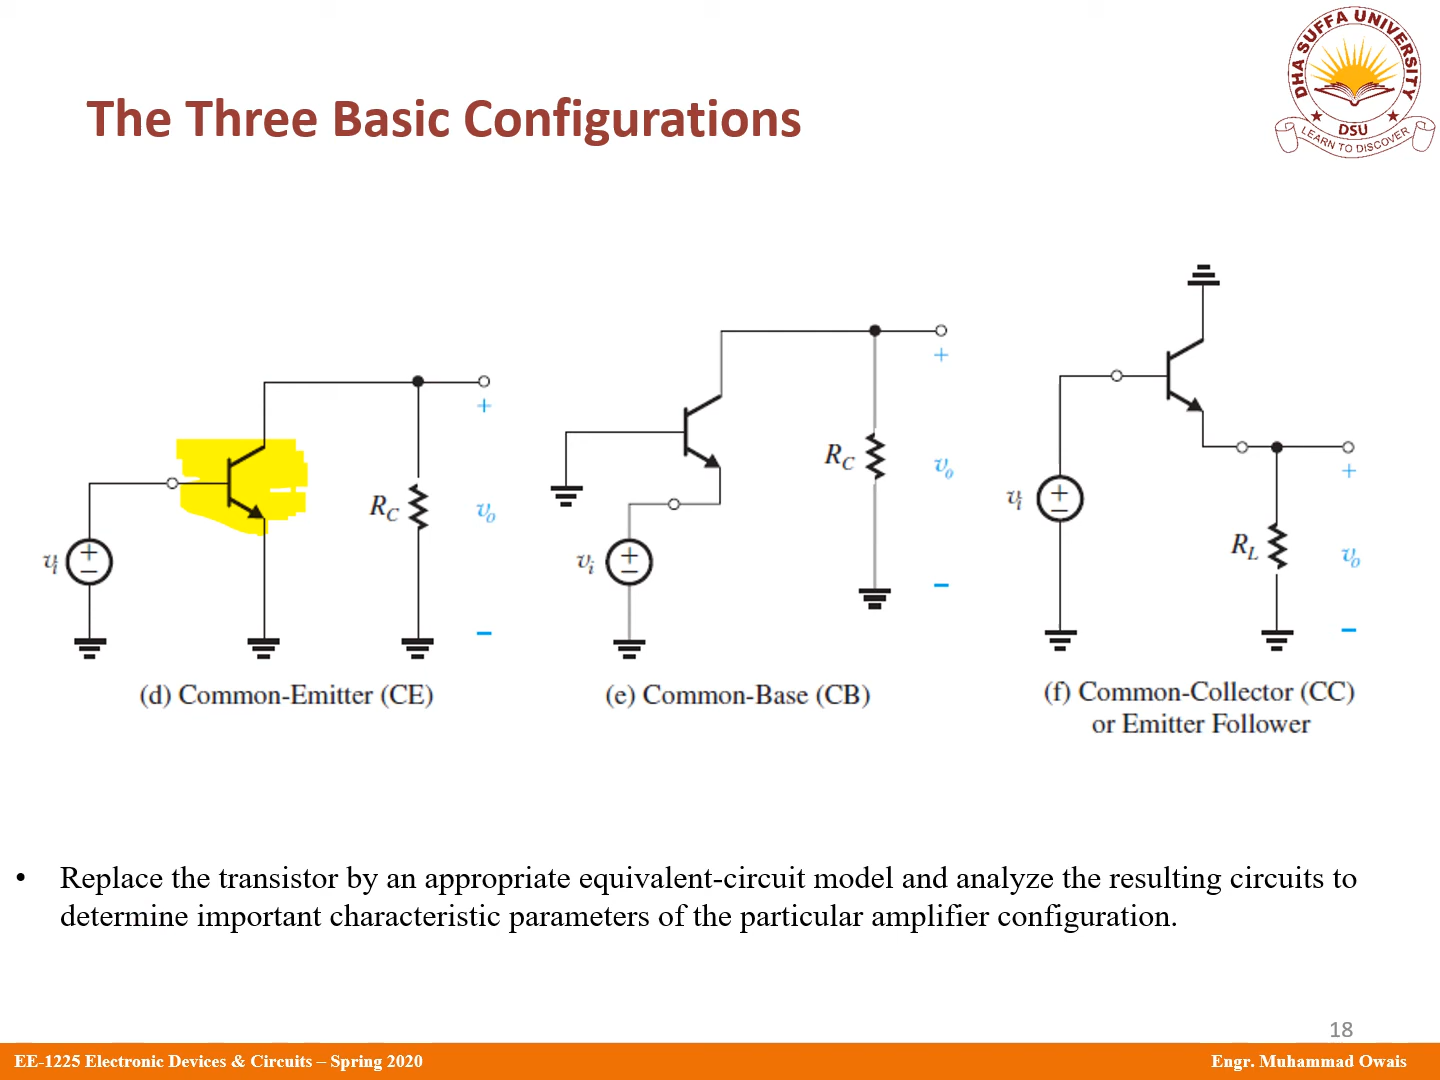 DHA SUFFA UNIVERSITY
DSU
LEARN TO DISCOVER
The Three Basic Configurations
+
R_C
v_o
v_i
+
−
−
(d) Common-Emitter (CE)
+
R_C
v_o
v_i
+
−
−
(e) Common-Base (CB)
+
v_i
+
−
R_L
v_o
−
(f) Common-Collector (CC)
or Emitter Follower
• Replace the transistor by an appropriate equivalent-circuit model and analyze the resulting circuits to
determine important characteristic parameters of the particular amplifier configuration.
18
EE-1225 Electronic Devices & Circuits – Spring 2020
Engr. Muhammad Owais